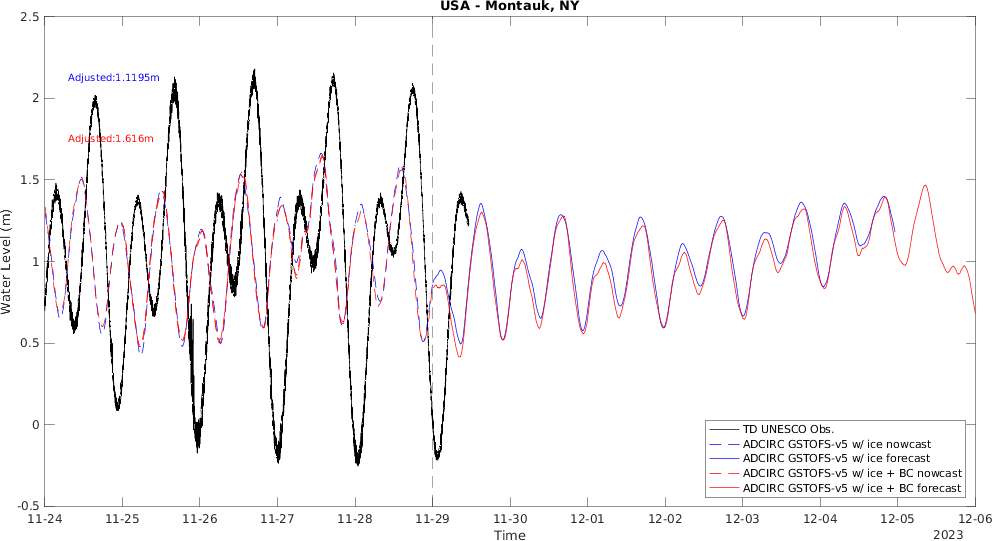 USA - Montauk, NY
2.5
2
1.5
1
0.5
0
-0.5
Water Level (m)
Adjusted:1.1195m
Adjusted:1.616m
TD UNESCO Obs.
ADCIRC GSTOFS-v5 w/ ice nowcast
ADCIRC GSTOFS-v5 w/ ice forecast
ADCIRC GSTOFS-v5 w/ ice + BC nowcast
ADCIRC GSTOFS-v5 w/ ice + BC forecast
11-24 11-25 11-26 11-27 11-28 11-29 11-30 12-01 12-02 12-03 12-04 12-05 12-06
Time
2023